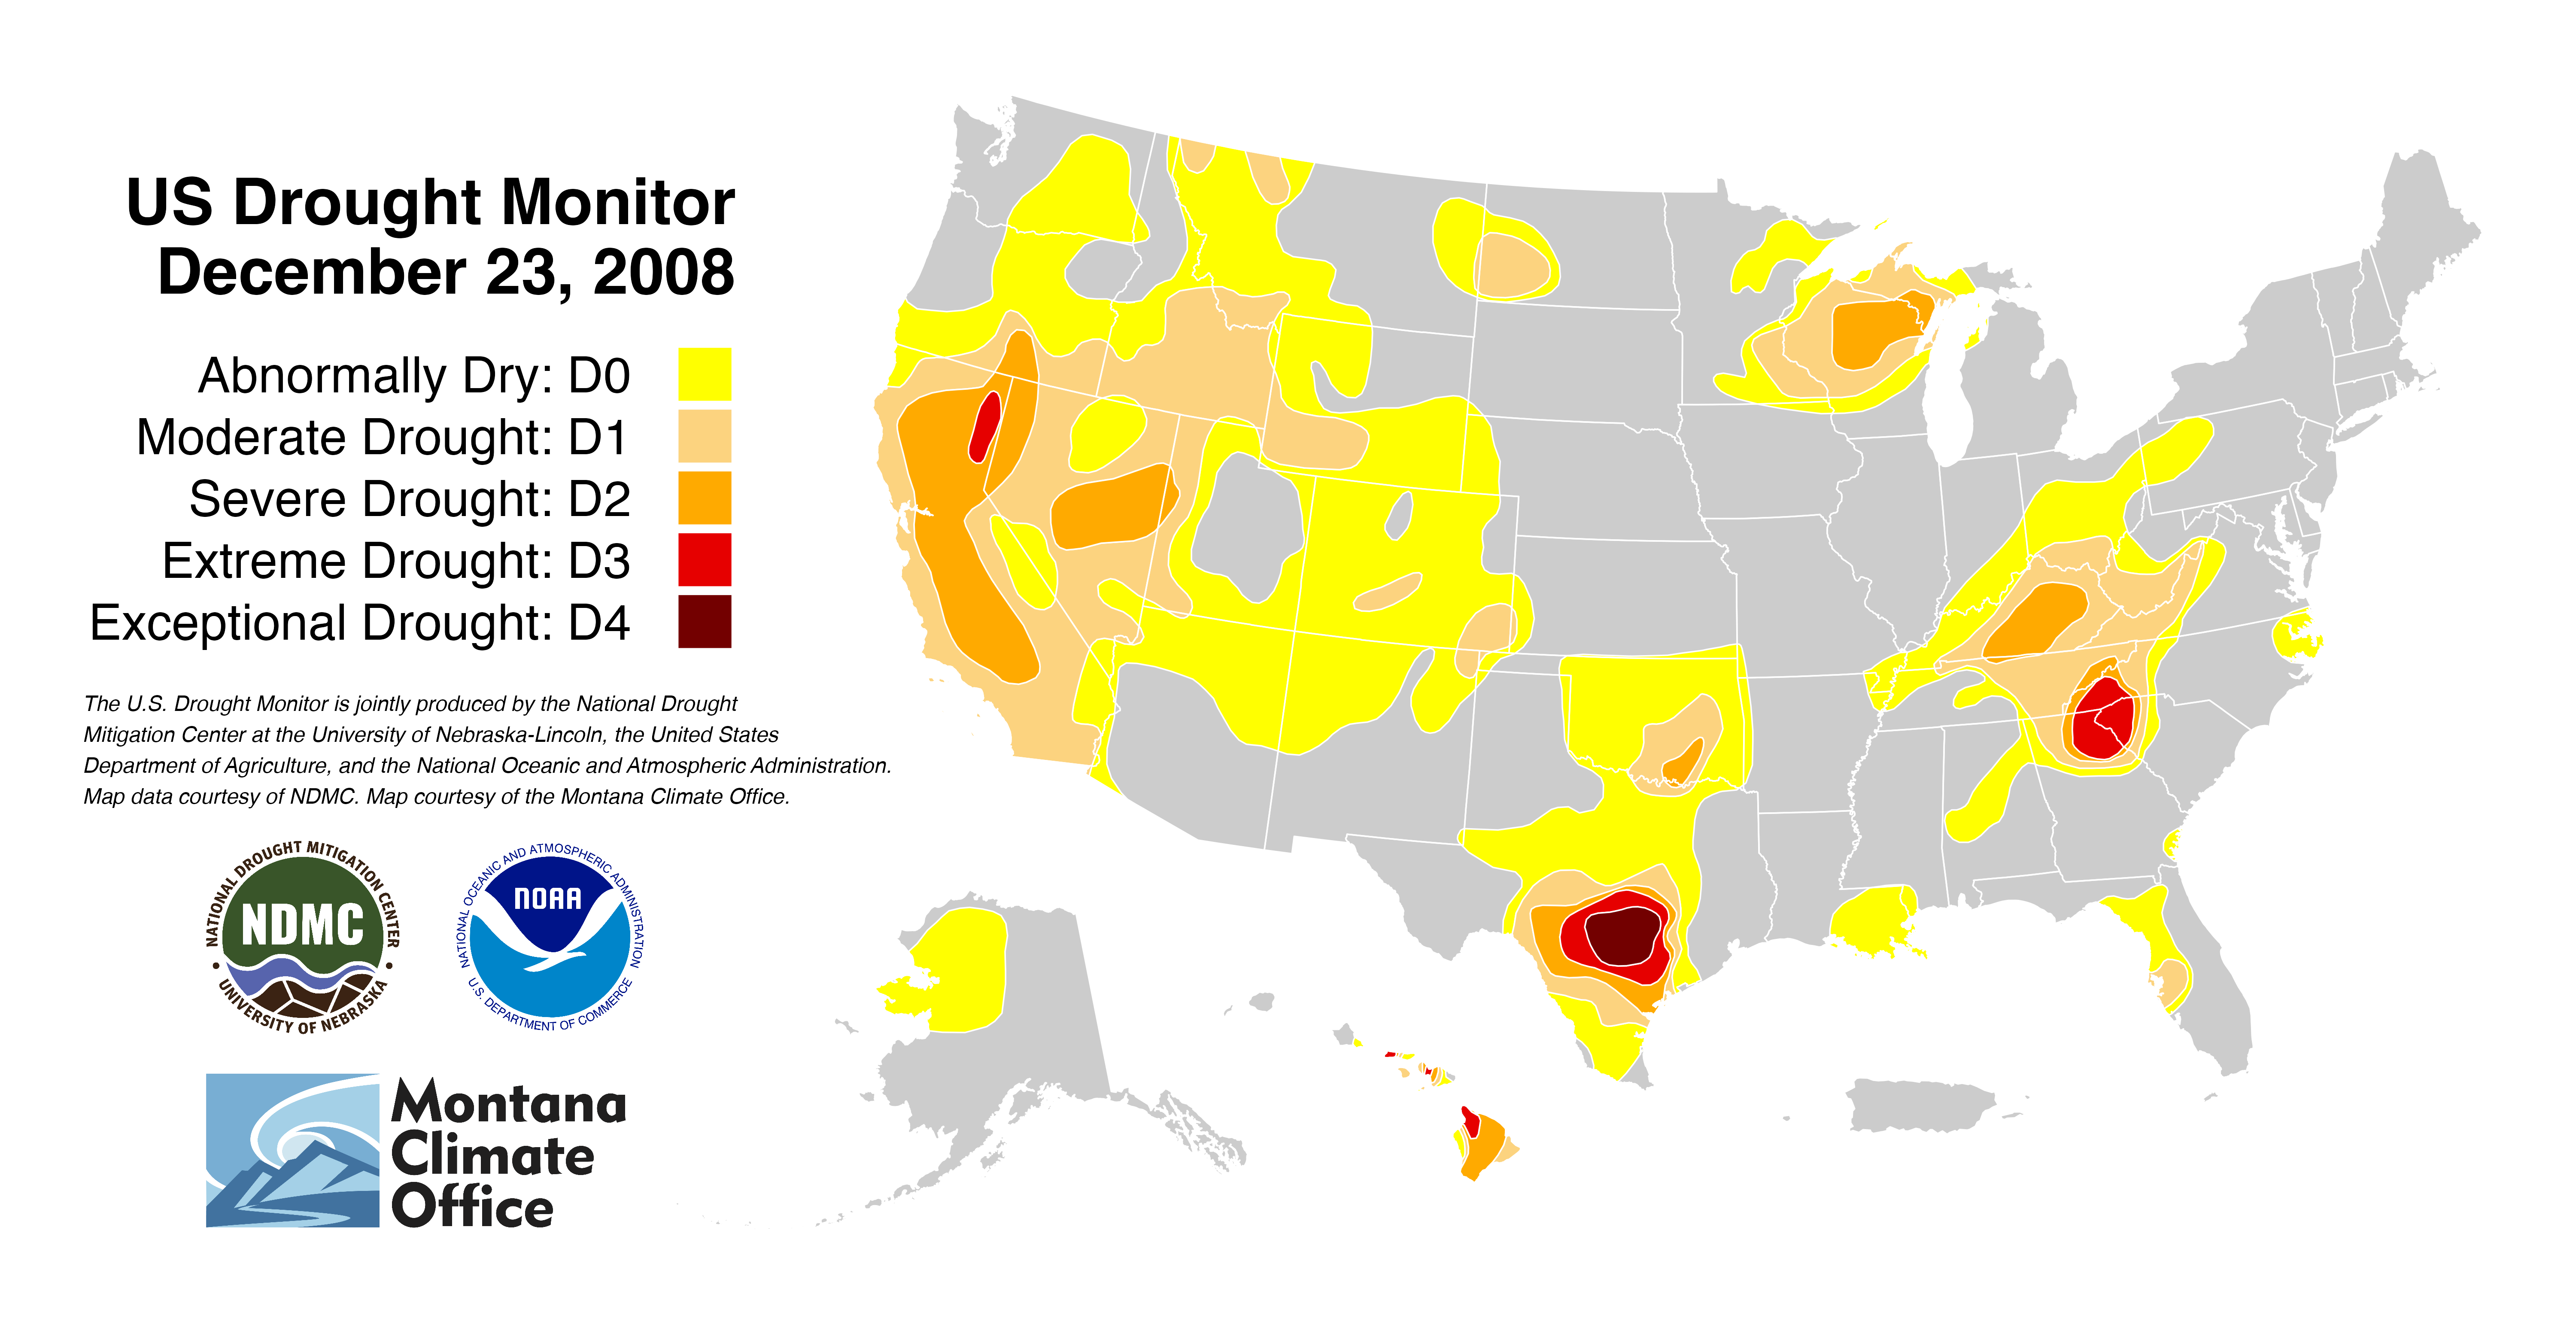 US Drought Monitor
December 23, 2008
Abnormally Dry: D0
Moderate Drought: D1
Severe Drought: D2
Extreme Drought: D3
Exceptional Drought: D4
The U.S. Drought Monitor is jointly produced by the National Drought
Mitigation Center at the University of Nebraska-Lincoln, the United States
Department of Agriculture, and the National Oceanic and Atmospheric Administration.
Map data courtesy of NDMC. Map courtesy of the Montana Climate Office.
NATIONAL DROUGHT MITIGATION CENTER
NDMC
• UNIVERSITY OF NEBRASKA •
NATIONAL OCEANIC AND ATMOSPHERIC ADMINISTRATION
NOAA
U.S. DEPARTMENT OF COMMERCE
Montana
Climate
Office